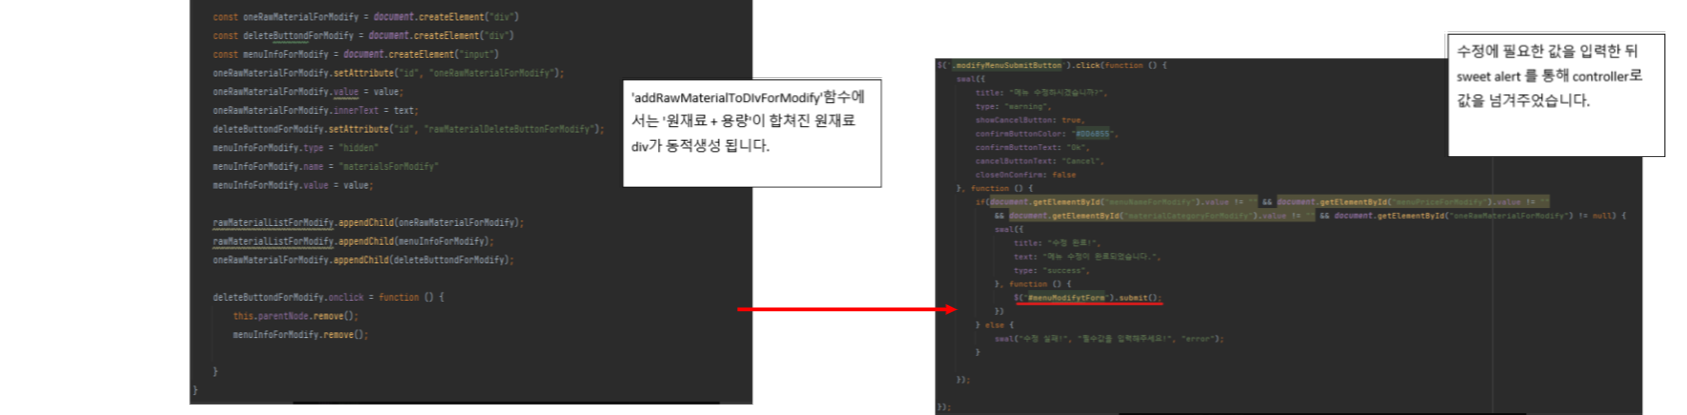 const oneRawMaterialForModify = document.createElement("div")
const deleteButtondForModify = document.createElement("div")
const menuInfoForModify = document.createElement("input")
oneRawMaterialForModify.setAttribute("id", "oneRawMaterialForModify");
oneRawMaterialForModify.value = value;
oneRawMaterialForModify.innerText = text;
deleteButtondForModify.setAttribute("id", "rawMaterialDeleteButtonForModify");
menuInfoForModify.type = "hidden"
menuInfoForModify.name = "materialsForModify"
menuInfoForModify.value = value;
rawMaterialListForModify.appendChild(oneRawMaterialForModify);
rawMaterialListForModify.appendChild(menuInfoForModify);
oneRawMaterialForModify.appendChild(deleteButtondForModify);
deleteButtondForModify.onclick = function () {
this.parentNode.remove();
menuInfoForModify.remove();
}
}
'addRawMaterialToDIvForModify'함수에
서는 '원재료 + 용량'이 합쳐진 원재료
div가 동적생성 됩니다.
$(".modifyMenuSubmitButton").click(function () {
swal({
title: "메뉴 수정하시겠습니까?",
type: "warning",
showCancelButton: true,
confirmButtonColor: "#DD6B55",
confirmButtonText: "Ok",
cancelButtonText: "Cancel",
closeOnConfirm: false
}, function () {
if(document.getElementById("menuNameForModify").value != "" && document.getElementById("menuPriceForModify").value != ""
&& document.getElementById("materialCategoryForModify").value != "" && document.getElementById("oneRawMaterialForModify") != null) {
swal({
title: "수정 완료!",
text: "메뉴 수정이 완료되었습니다.",
type: "success",
}, function () {
$("#menuModifytForm").submit();
})
} else {
swal("수정 실패!", "필수값을 입력해주세요!", "error");
}
});
});
수정에 필요한 값을 입력한 뒤
sweet alert 를 통해 controller로
값을 넘겨주었습니다.